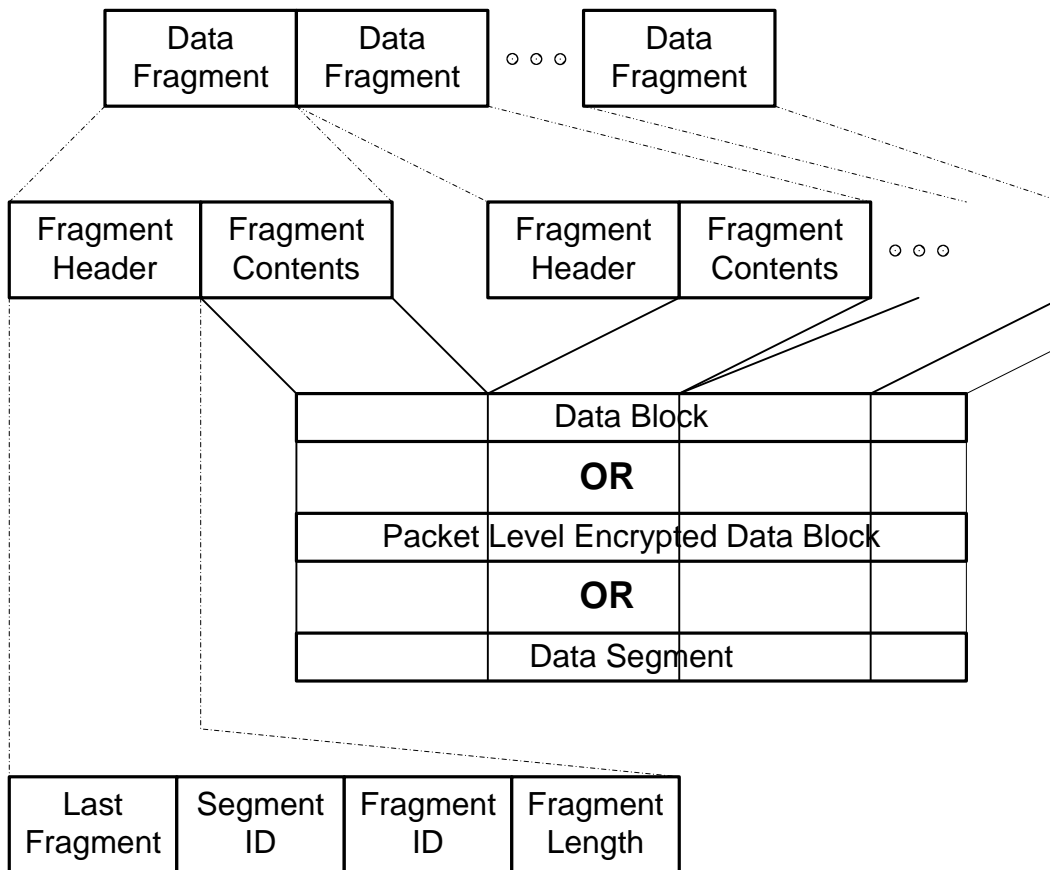 Data
Fragment
Data
Fragment
Data
Fragment
Fragment
Header
Fragment
Contents
Fragment
Header
Fragment
Contents
Data Block
OR
Packet Level Encrypted Data Block
OR
Data Segment
Last
Fragment
Segment
ID
Fragment
ID
Fragment
Length